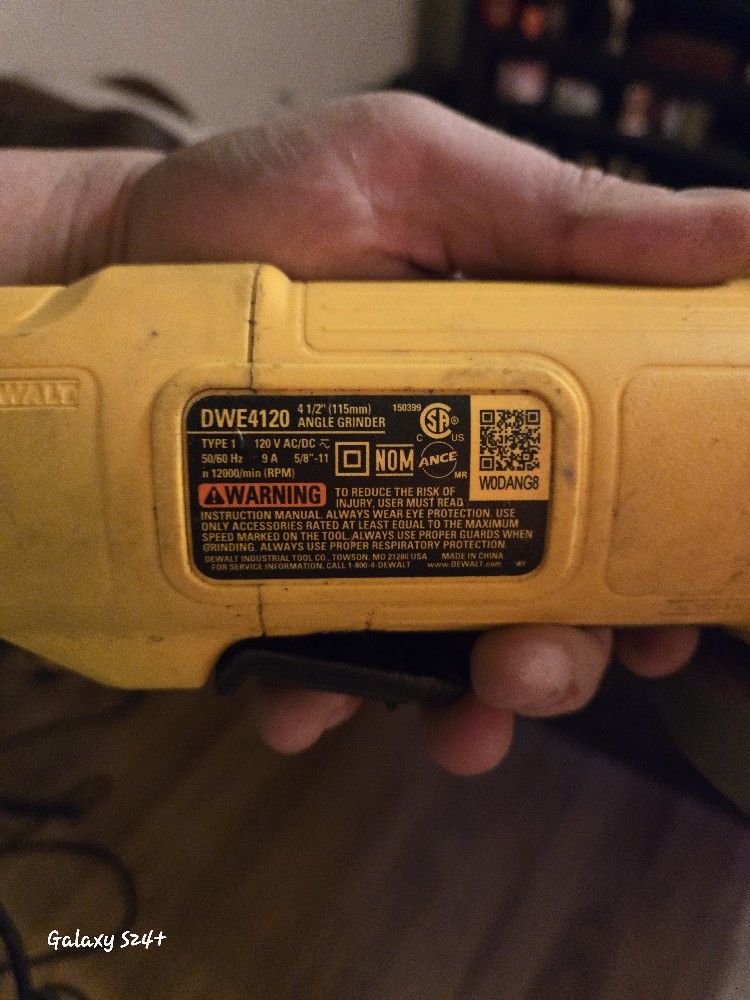 WALT
DWE4120 4 1/2" (115mm) ANGLE GRINDER
150399
TYPE 1 120 V AC/DC
50/60 Hz 9 A 5/8"-11
n 12000/min (RPM)
C SA ® US
NOM
ANCE MR
W0DANG8
WARNING TO REDUCE THE RISK OF
INJURY, USER MUST READ
INSTRUCTION MANUAL. ALWAYS WEAR EYE PROTECTION. USE
ONLY ACCESSORIES RATED AT LEAST EQUAL TO THE MAXIMUM
SPEED MARKED ON THE TOOL. ALWAYS USE PROPER GUARDS WHEN
GRINDING. ALWAYS USE PROPER RESPIRATORY PROTECTION.
DEWALT INDUSTRIAL TOOL CO., TOWSON, MD 21286 USA MADE IN CHINA
FOR SERVICE INFORMATION, CALL 1-800-4-DEWALT www.DEWALT.com
Galaxy S24+